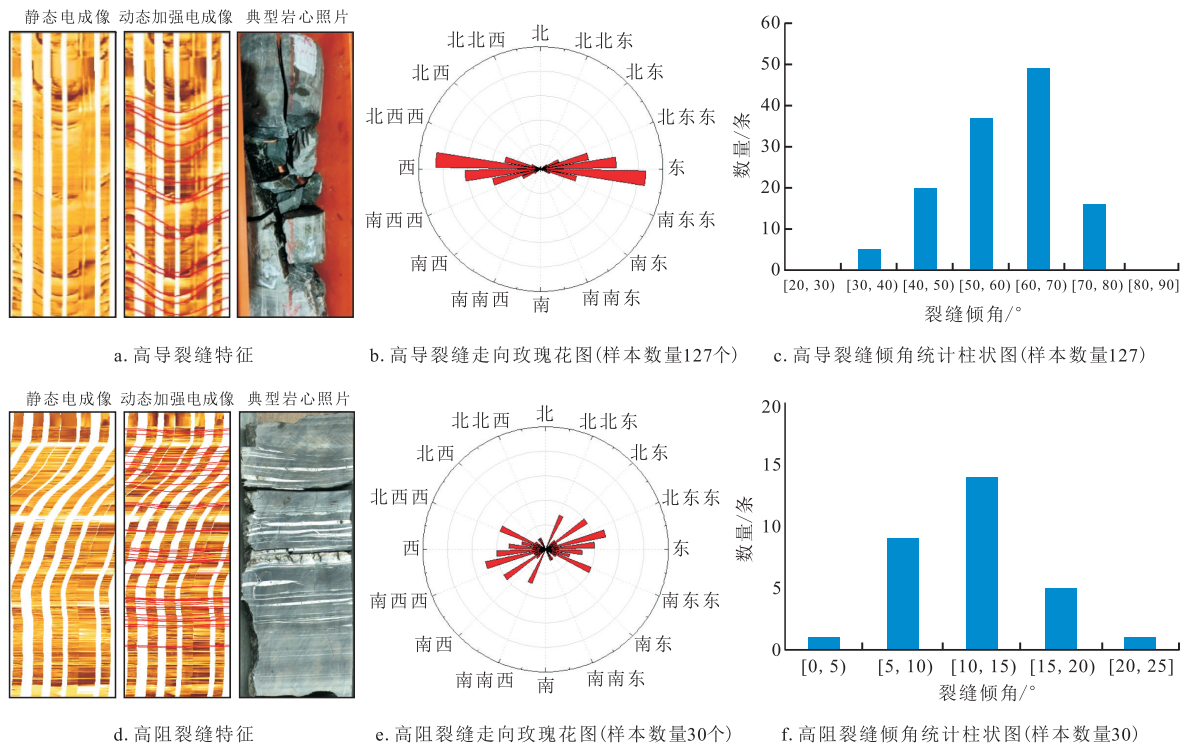 静态电成像 动态加强电成像 典型岩心照片
a. 高导裂缝特征
北
北北东
北东
北东东
东
南东东
南东
南南东
南
南南西
南西
南西西
西
北西西
北西
北北西
b. 高导裂缝走向玫瑰花图(样本数量127个)
数量/条
60
50
40
30
20
10
0
[20, 30) [30, 40) [40, 50) [50, 60) [60, 70) [70, 80) [80, 90]
裂缝倾角/°
c. 高导裂缝倾角统计柱状图(样本数量127)
静态电成像 动态加强电成像 典型岩心照片
d. 高阻裂缝特征
北
北北东
北东
北东东
东
南东东
南东
南南东
南
南南西
南西
南西西
西
北西西
北西
北北西
e. 高阻裂缝走向玫瑰花图(样本数量30个)
数量/条
20
15
10
5
0
[0, 5) [5, 10) [10, 15) [15, 20) [20, 25]
裂缝倾角/°
f. 高阻裂缝倾角统计柱状图(样本数量30)